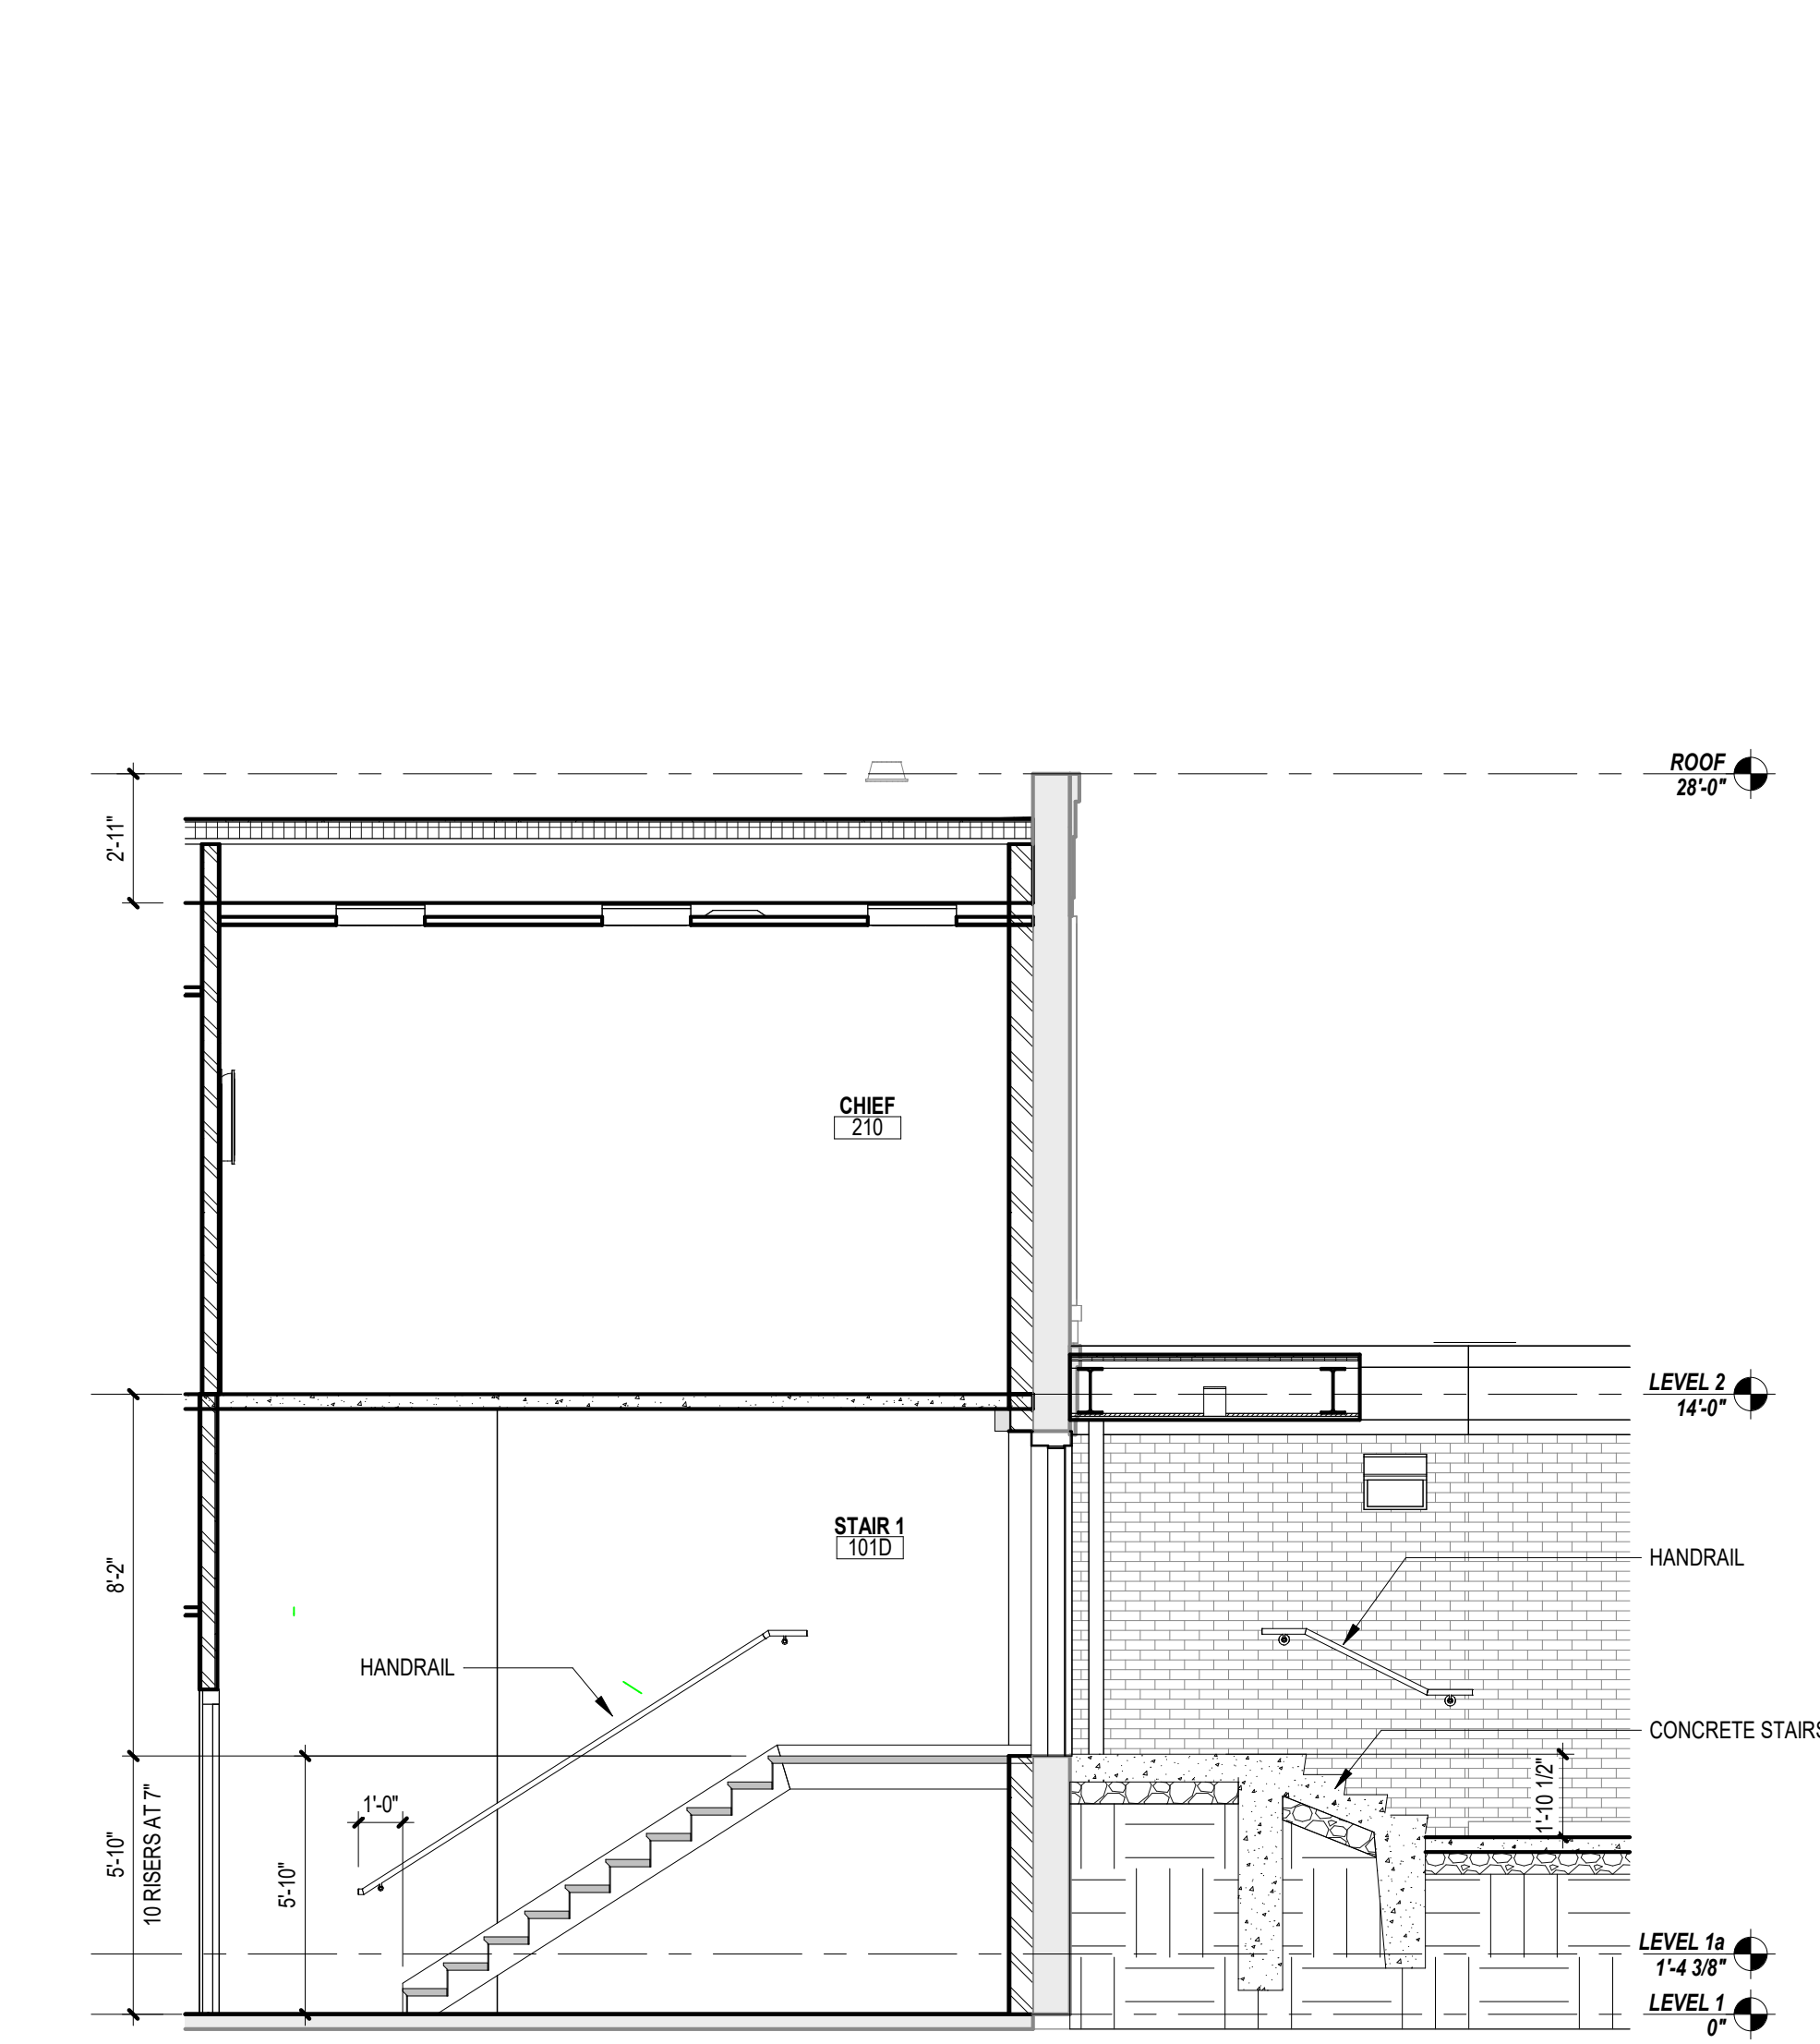 ROOF
28'-0"
2'-11"
CHIEF
210
LEVEL 2
14'-0"
STAIR 1
101D
8'-2"
HANDRAIL
HANDRAIL
CONCRETE STAIRS
1'-10 1/2"
1'-0"
5'-10"
10 RISERS AT 7"
5'-10"
LEVEL 1a
1'-4 3/8"
LEVEL 1
0"